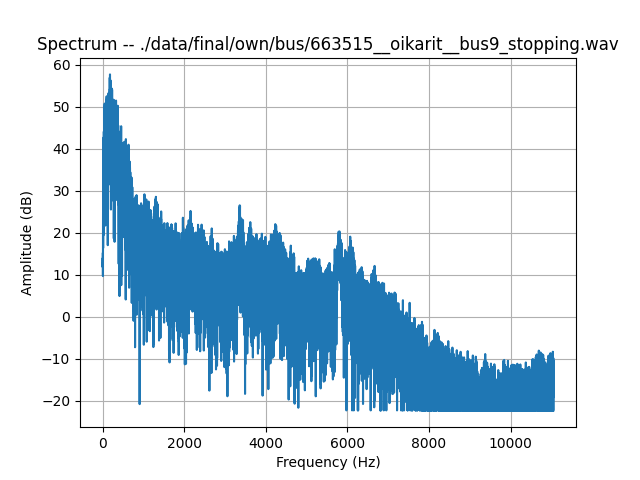 Spectrum -- ./data/final/own/bus/663515__oikarit__bus9_stopping.wav
60
50
40
30
20
10
0
−10
−20
Amplitude (dB)
0 2000 4000 6000 8000 10000
Frequency (Hz)